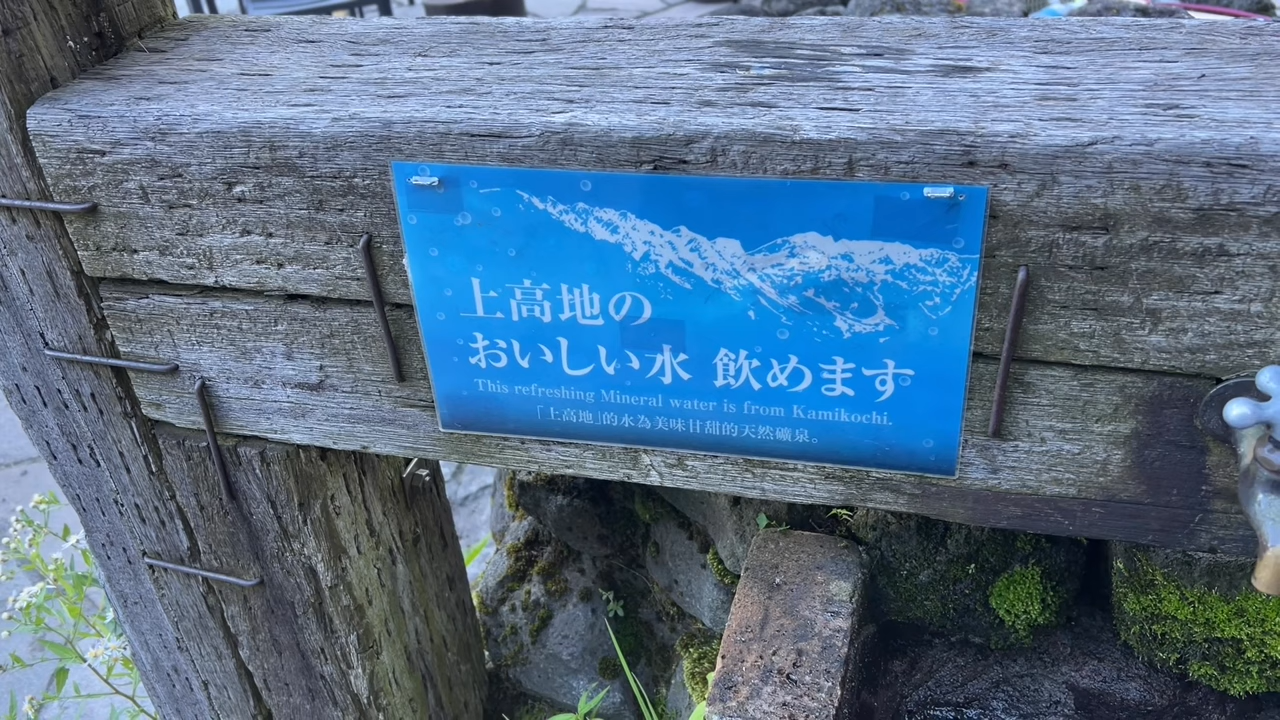 上高地の
おいしい水 飲めます
This refreshing Mineral water is from Kamikochi.
「上高地」的水為美味甘甜的天然礦泉。